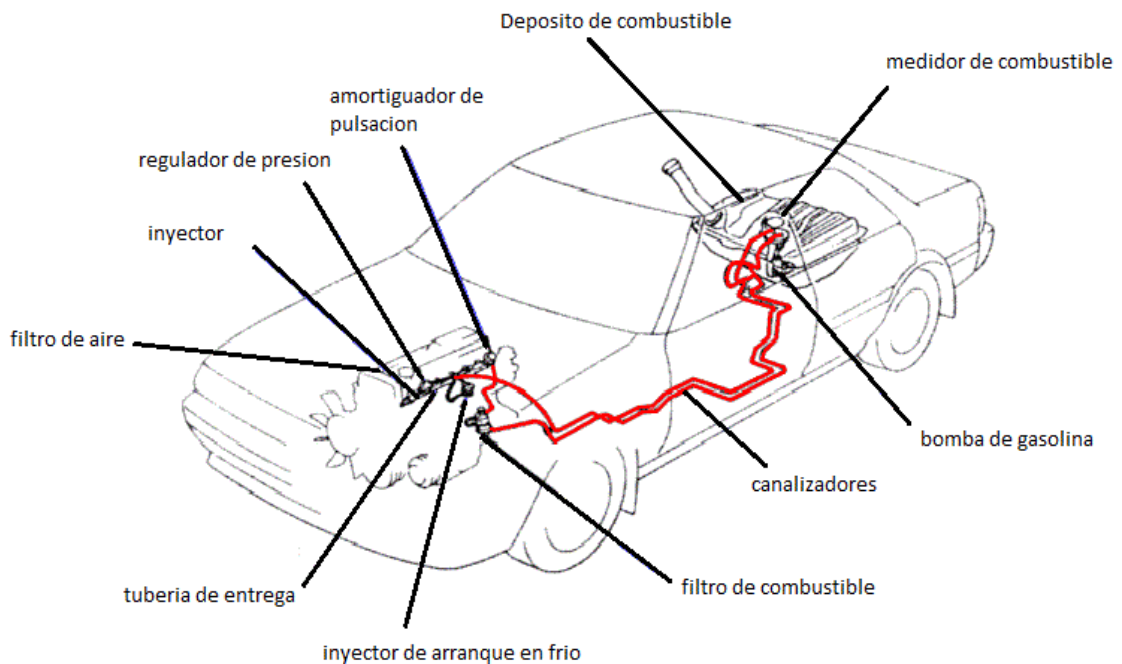 Deposito de combustible
medidor de combustible
amortiguador de
pulsacion
regulador de presion
inyector
filtro de aire
bomba de gasolina
canalizadores
filtro de combustible
tuberia de entrega
inyector de arranque en frio